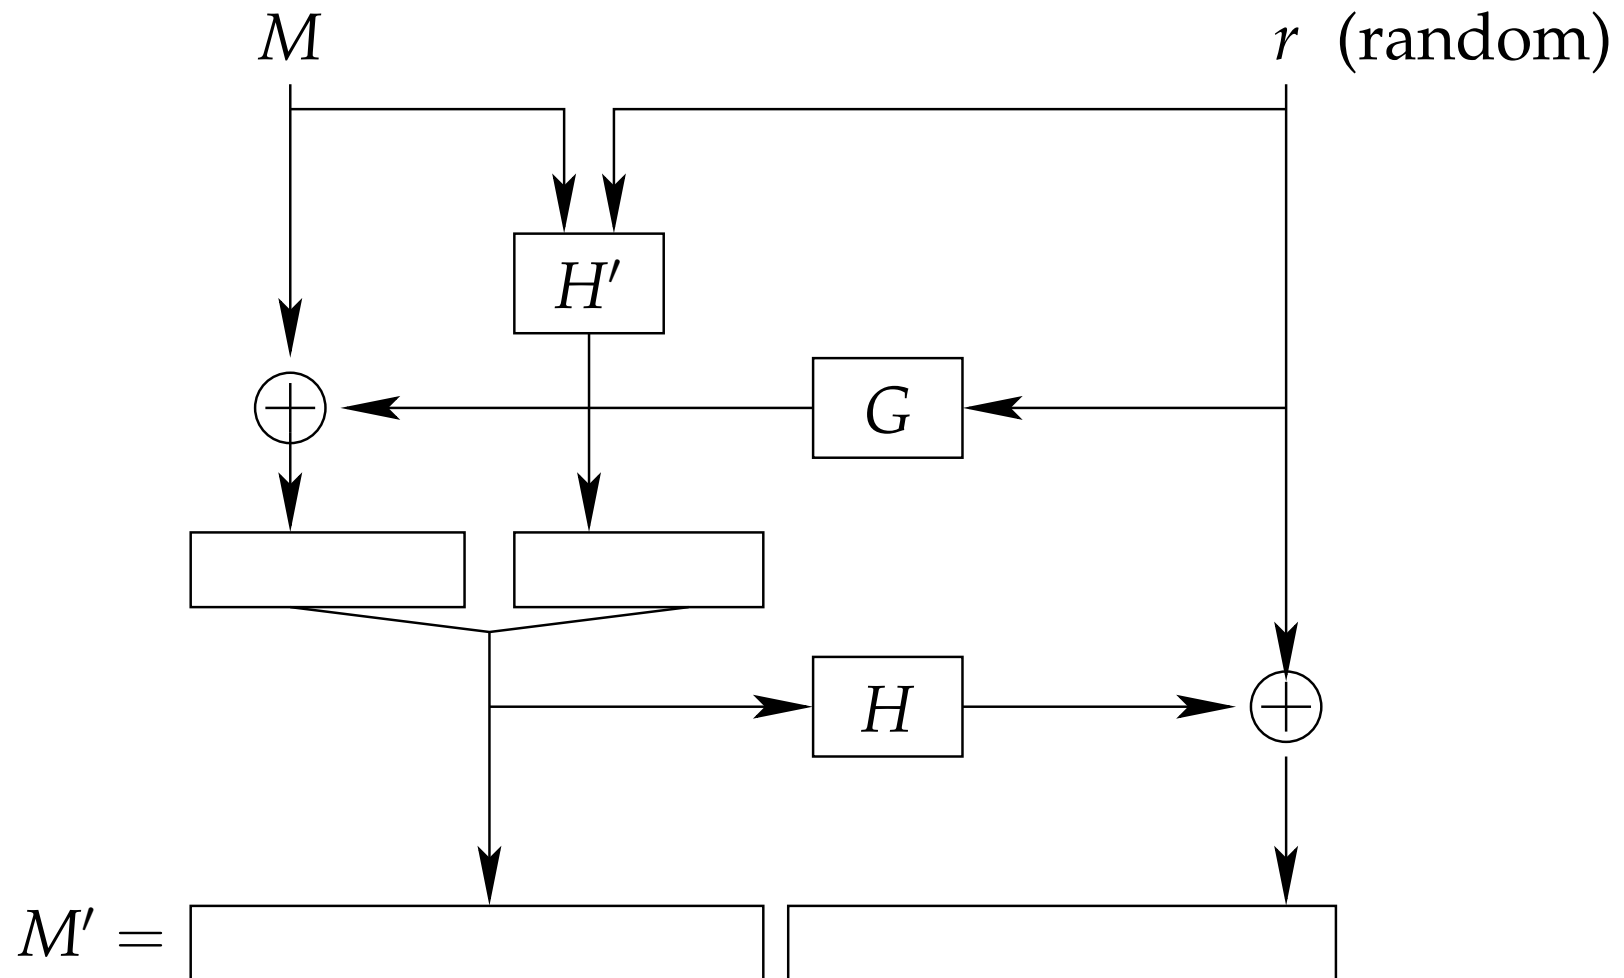 M r (random)
H′
G
H
M′ =